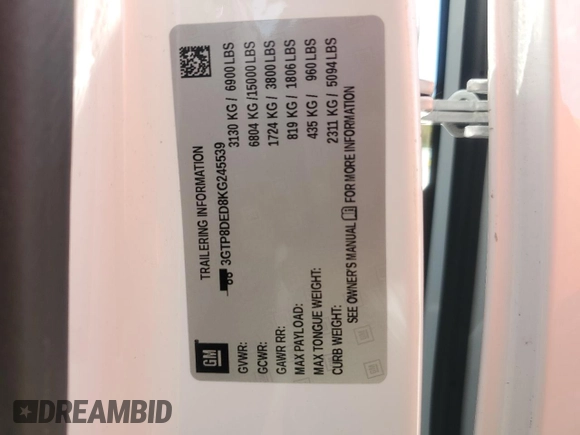 GM
TRAILERING INFORMATION
3GTP8DED8KG245539
GVWR: 3130 KG / 6900 LBS
GCWR: 6804 KG /15000 LBS
GAWR RR: 1724 KG / 3800 LBS
MAX PAYLOAD: 819 KG / 1806 LBS
MAX TONGUE WEIGHT: 435 KG / 960 LBS
CURB WEIGHT: 2311 KG / 5094 LBS
SEE OWNER'S MANUAL FOR MORE INFORMATION
DREAMBID